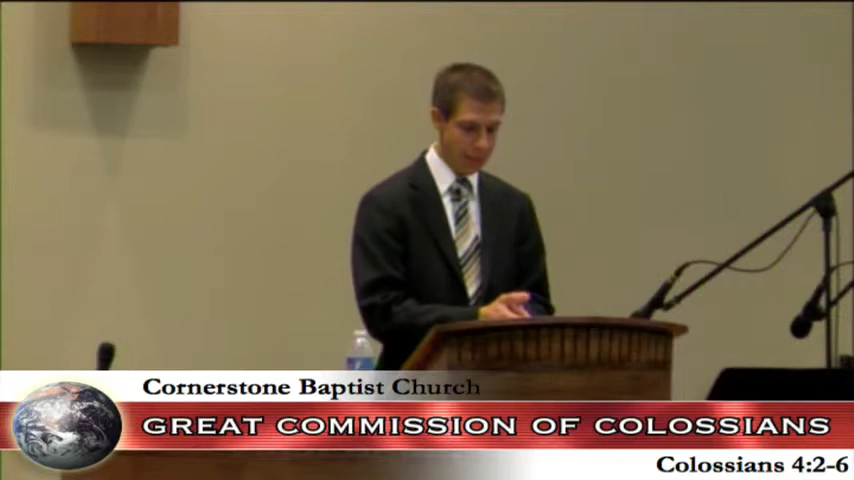 Cornerstone Baptist Church
GREAT COMMISSION OF COLOSSIANS
Colossians 4:2-6